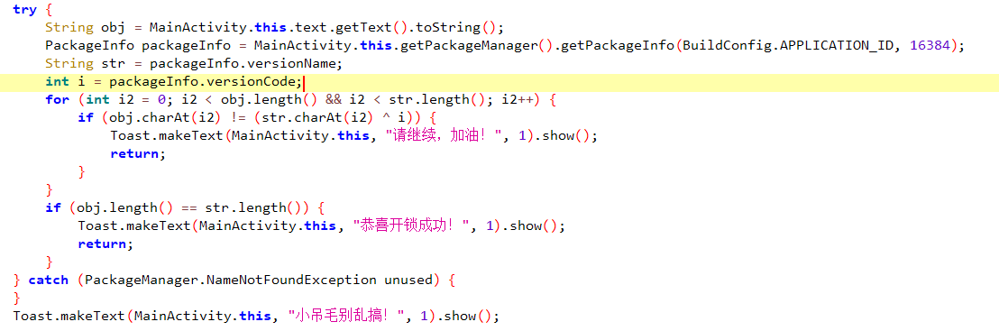 try {
    String obj = MainActivity.this.text.getText().toString();
    PackageInfo packageInfo = MainActivity.this.getPackageManager().getPackageInfo(BuildConfig.APPLICATION_ID, 16384);
    String str = packageInfo.versionName;
    int i = packageInfo.versionCode;
    for (int i2 = 0; i2 < obj.length() && i2 < str.length(); i2++) {
        if (obj.charAt(i2) != (str.charAt(i2) ^ i)) {
            Toast.makeText(MainActivity.this, "请继续，加油！", 1).show();
            return;
        }
    }
    if (obj.length() == str.length()) {
        Toast.makeText(MainActivity.this, "恭喜开锁成功！", 1).show();
        return;
    }
} catch (PackageManager.NameNotFoundException unused) {
}
Toast.makeText(MainActivity.this, "小吊毛别乱搞！", 1).show();